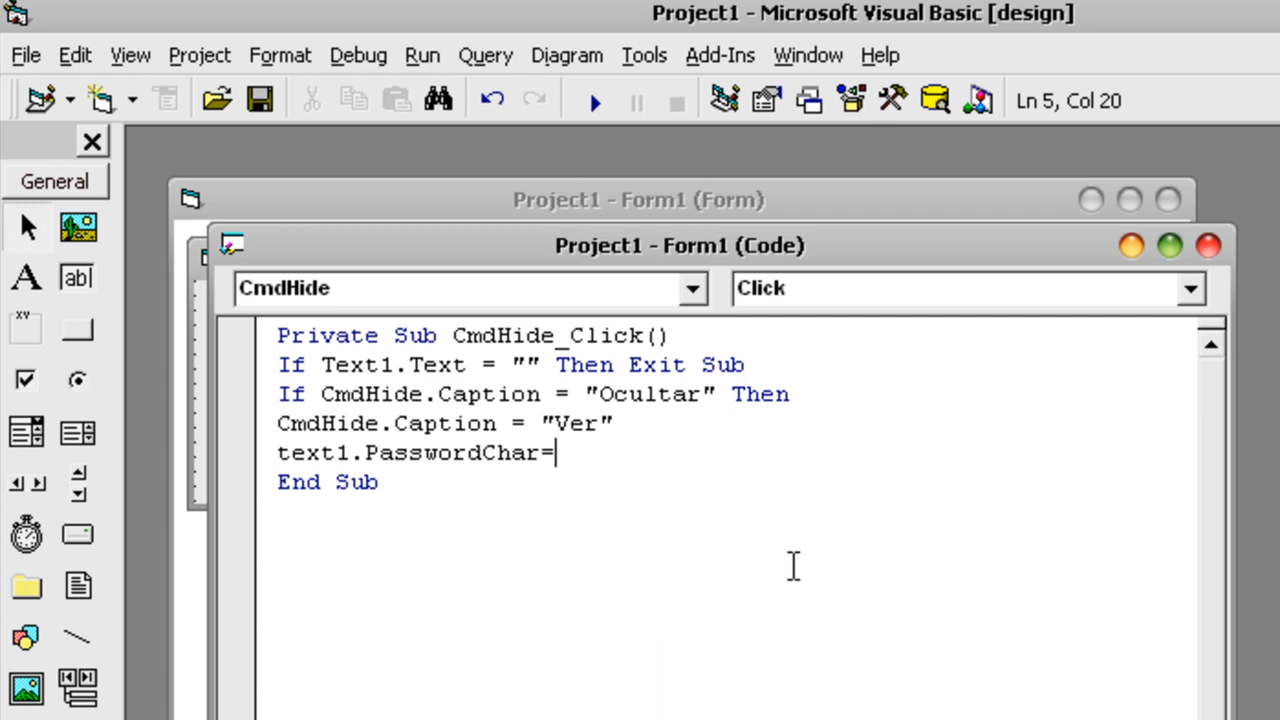 Project1 - Microsoft Visual Basic [design]
File Edit View Project Format Debug Run Query Diagram Tools Add-Ins Window Help
Ln 5, Col 20
General
Project1 - Form1 (Form)
Project1 - Form1 (Code)
A
ab|
XY
CmdHide
Click
Private Sub CmdHide_Click()
If Text1.Text = "" Then Exit Sub
If CmdHide.Caption = "Ocultar" Then
CmdHide.Caption = "Ver"
text1.PasswordChar=
End Sub